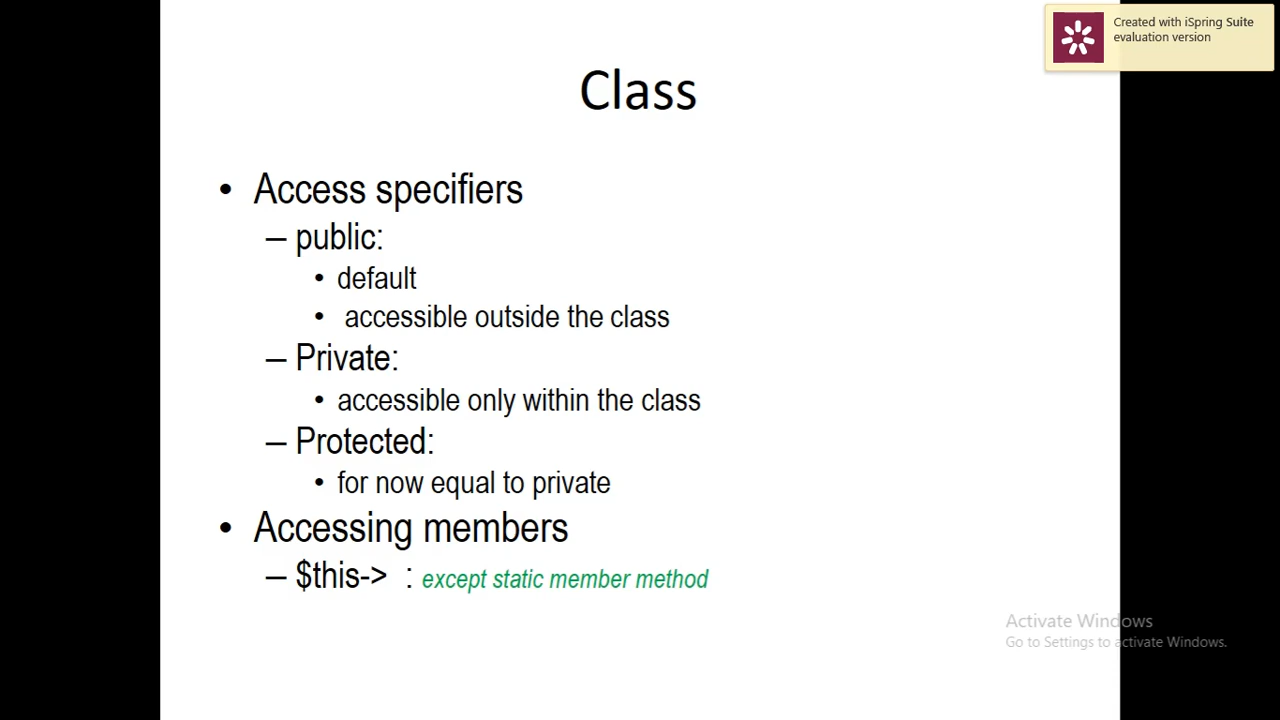 Created with iSpring Suite
evaluation version
Class
• Access specifiers
– public:
• default
• accessible outside the class
– Private:
• accessible only within the class
– Protected:
• for now equal to private
• Accessing members
– $this-> : except static member method
Activate Windows
Go to Settings to activate Windows.